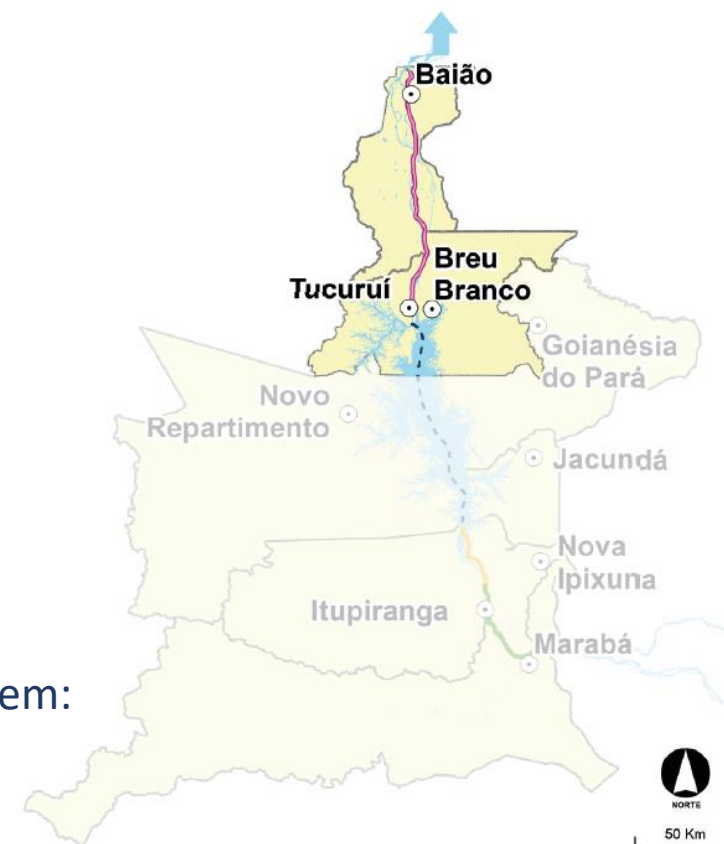 Baião
Breu
Branco
Tucuruí
Goianésia
do Pará
Novo
Repartimento
Jacundá
Nova
Ipixuna
Itupiranga
Marabá
em:
NORTE
50 Km